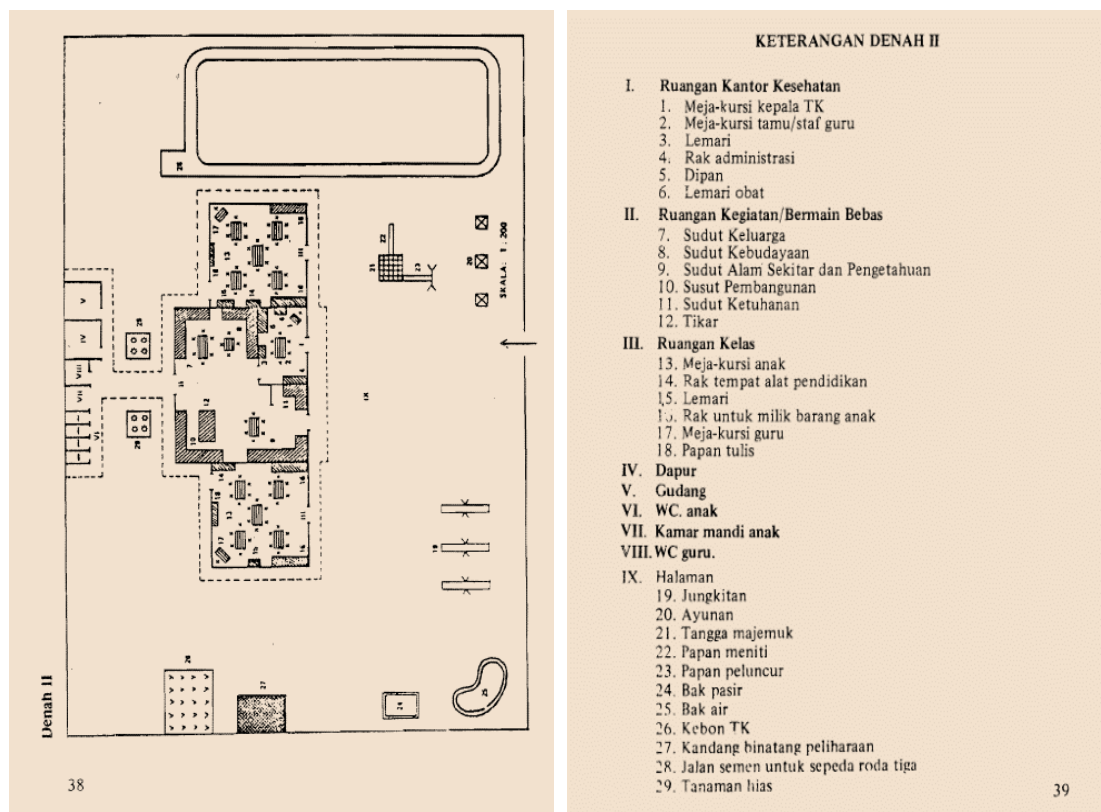 Denah II
SKALA: 1 : 200
38
KETERANGAN DENAH II
I. Ruangan Kantor Kesehatan
1. Meja-kursi kepala TK
2. Meja-kursi tamu/staf guru
3. Lemari
4. Rak administrasi
5. Dipan
6. Lemari obat
II. Ruangan Kegiatan/Bermain Bebas
7. Sudut Keluarga
8. Sudut Kebudayaan
9. Sudut Alam Sekitar dan Pengetahuan
10. Susut Pembangunan
11. Sudut Ketuhanan
12. Tikar
III. Ruangan Kelas
13. Meja-kursi anak
14. Rak tempat alat pendidikan
15. Lemari
16. Rak untuk milik barang anak
17. Meja-kursi guru
18. Papan tulis
IV. Dapur
V. Gudang
VI. WC. anak
VII. Kamar mandi anak
VIII. WC guru.
IX. Halaman
19. Jungkitan
20. Ayunan
21. Tangga majemuk
22. Papan meniti
23. Papan peluncur
24. Bak pasir
25. Bak air
26. Kebon TK
27. Kandang binatang peliharaan
28. Jalan semen untuk sepeda roda tiga
29. Tanaman hias
39